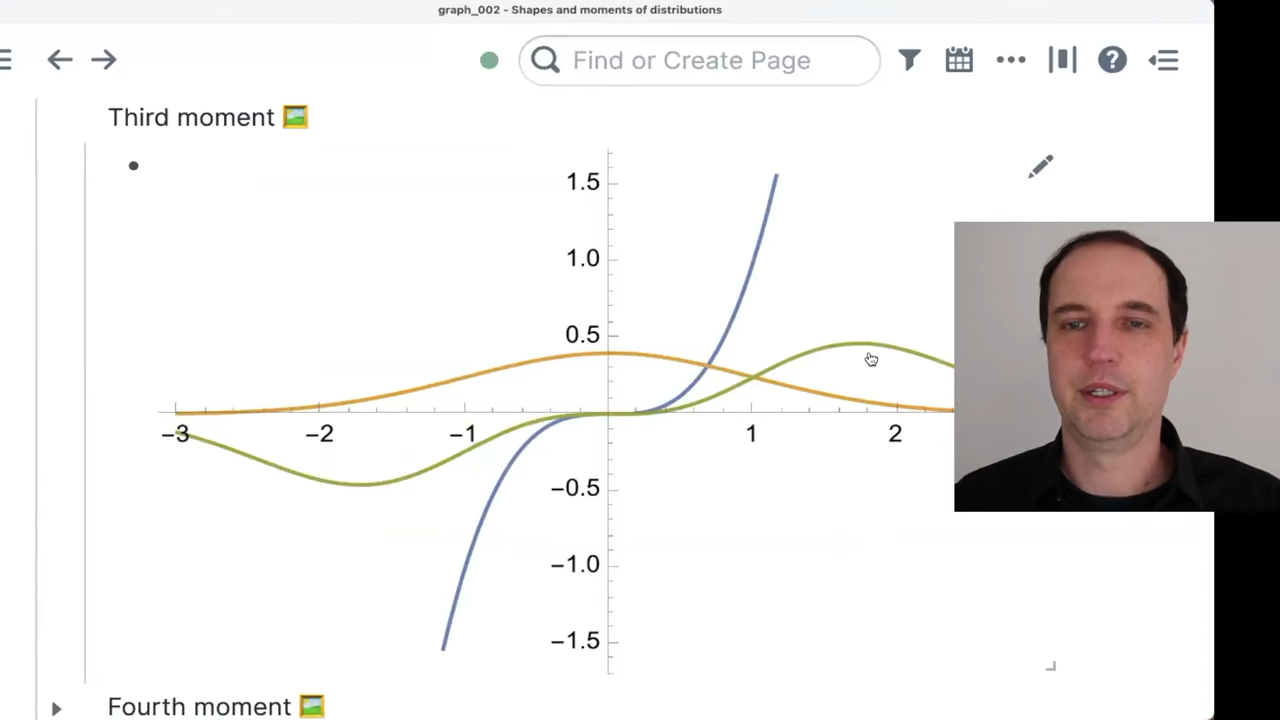 graph_002 - Shapes and moments of distributions
Find or Create Page
Third moment
1.5
1.0
0.5
−3 −2 −1 1 2
−0.5
−1.0
−1.5
Fourth moment